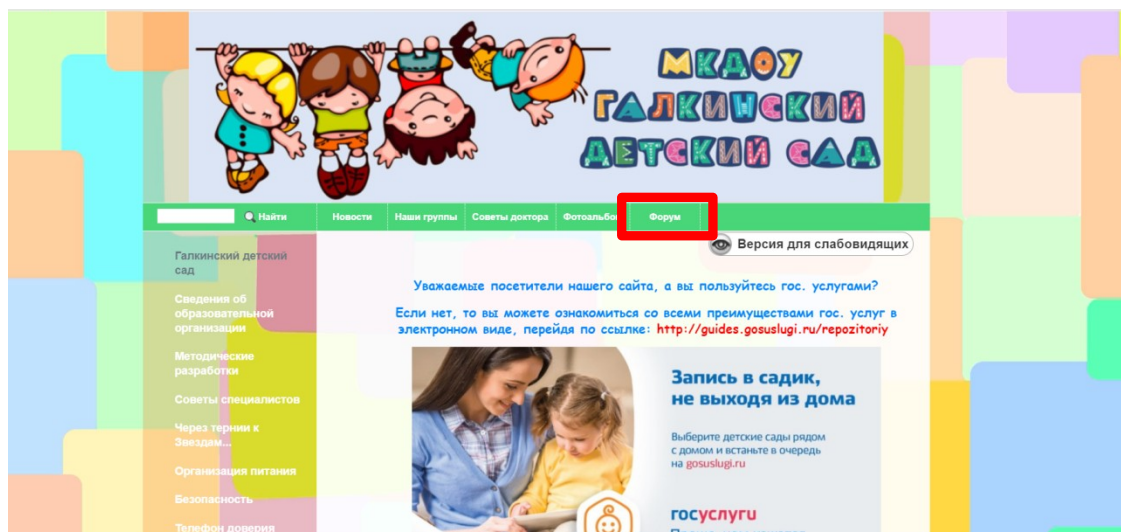 МКДОУ
ГАЛКИНСКИЙ
ДЕТСКИЙ САД
Найти Новости Наши группы Советы доктора Фотоальбо Форум
Версия для слабовидящих
Галкинский детский
сад
Сведения об
образовательной
организации
Методические
разработки
Советы специалистов
Через тернии к
Звездам...
Организация питания
Безопасность
Телефон доверия
Уважаемые посетители нашего сайта, а вы пользуйтесь гос. услугами?
Если нет, то вы можете ознакомиться со всеми преимуществами гос. услуг в
электронном виде, перейдя по ссылке: http://guides.gosuslugi.ru/repozitoriy
Запись в садик,
не выходя из дома
Выберите детские сады рядом
с домом и встаньте в очередь
на gosuslugi.ru
госуслуги